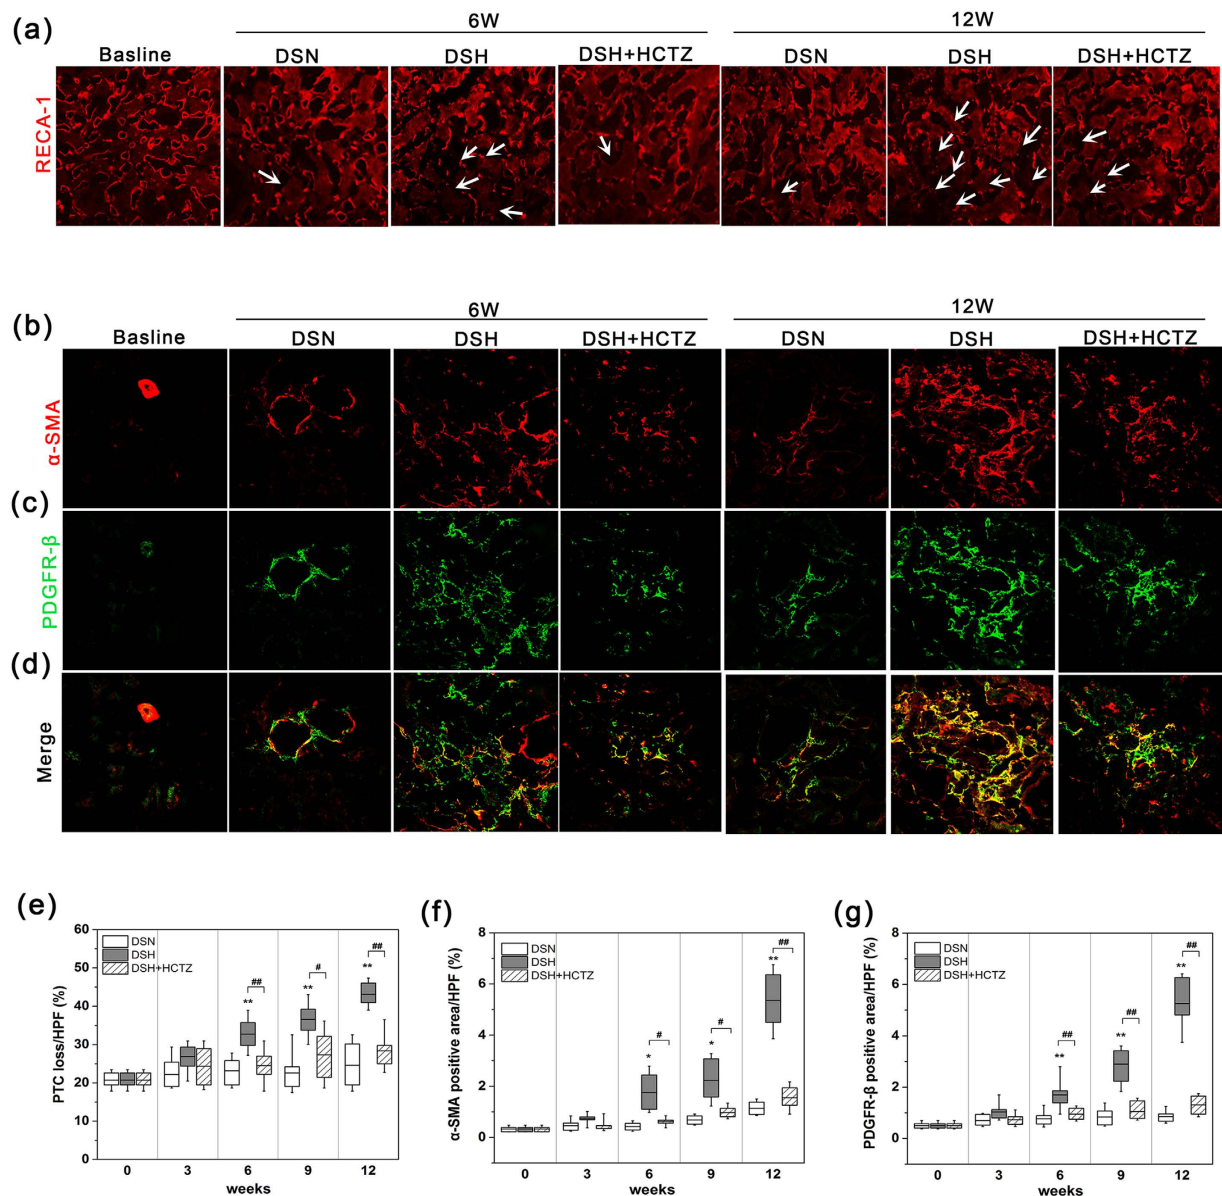 (a)
6W
12W
Basline
DSN
DSH
DSH+HCTZ
DSN
DSH
DSH+HCTZ
RECA-1
(b)
6W
12W
Basline
DSN
DSH
DSH+HCTZ
DSN
DSH
DSH+HCTZ
α-SMA
(c)
PDGFR-β
(d)
Merge
(e)
60
50
40
30
20
10
0
PTC loss/HPF (%)
DSN
DSH
DSH+HCTZ
**
##
**
#
**
##
0 3 6 9 12
weeks
(f)
8
6
4
2
0
α-SMA positive area/HPF (%)
DSN
DSH
DSH+HCTZ
*
#
*
#
**
##
0 3 6 9 12
weeks
(g)
8
6
4
2
0
PDGFR-β positive area/HPF (%)
DSN
DSH
DSH+HCTZ
**
##
**
##
**
##
0 3 6 9 12
weeks